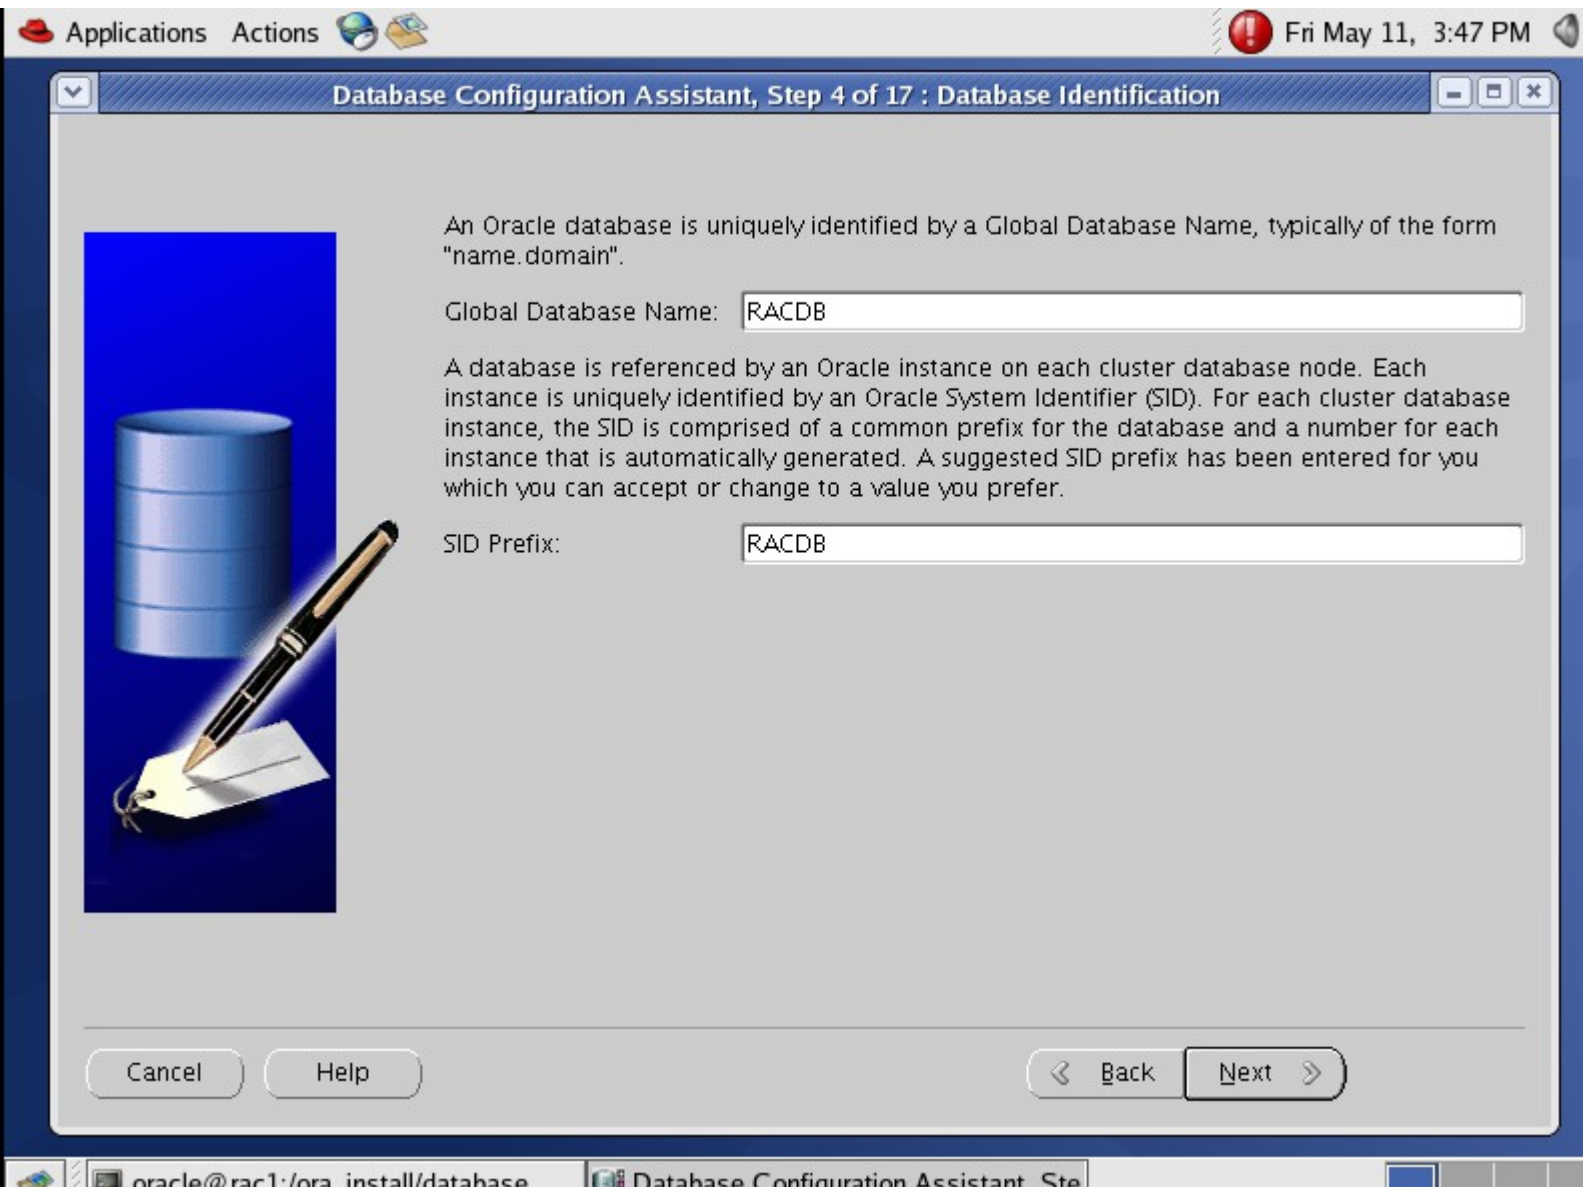 Applications Actions Fri May 11, 3:47 PM
Database Configuration Assistant, Step 4 of 17 : Database Identification
An Oracle database is uniquely identified by a Global Database Name, typically of the form
"name.domain".
Global Database Name: RACDB
A database is referenced by an Oracle instance on each cluster database node. Each
instance is uniquely identified by an Oracle System Identifier (SID). For each cluster database
instance, the SID is comprised of a common prefix for the database and a number for each
instance that is automatically generated. A suggested SID prefix has been entered for you
which you can accept or change to a value you prefer.
SID Prefix: RACDB
Cancel Help Back Next
oracle@rac1:/ora_install/database Database Configuration Assistant, Ste